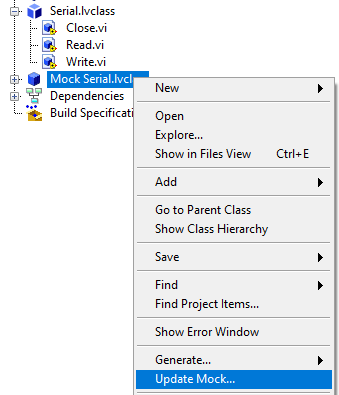 Serial.lvclass
Close.vi
Read.vi
Write.vi
Mock Serial.lvcl
Dependencies
Build Specificati
New
Open
Explore...
Show in Files View Ctrl+E
Add
Go to Parent Class
Show Class Hierarchy
Save
Find
Find Project Items...
Show Error Window
Generate...
Update Mock...